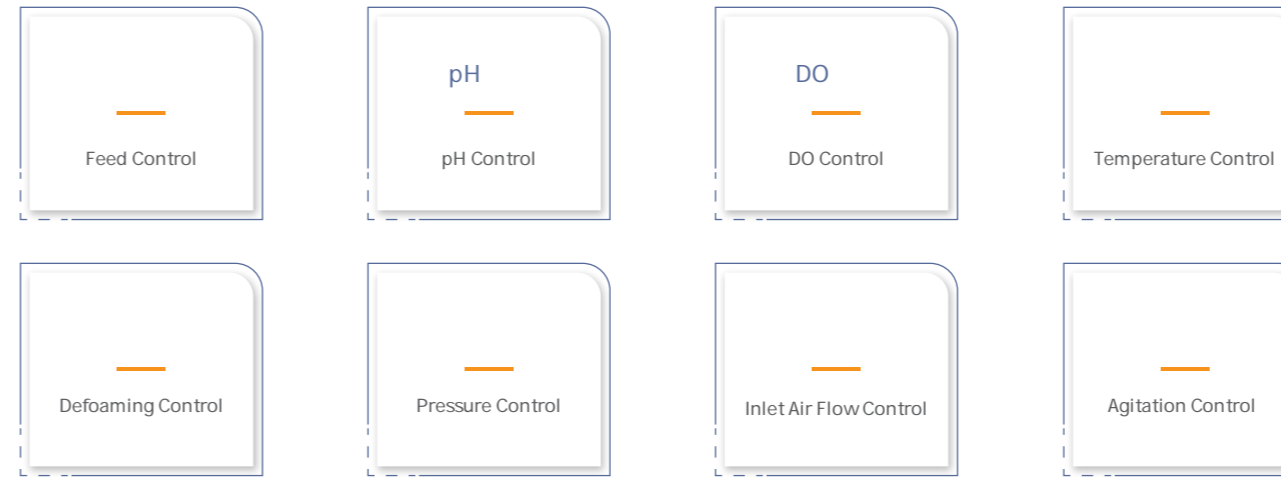 pH
DO
Feed Control
pH Control
DO Control
Temperature Control
Defoaming Control
Pressure Control
Inlet Air Flow Control
Agitation Control